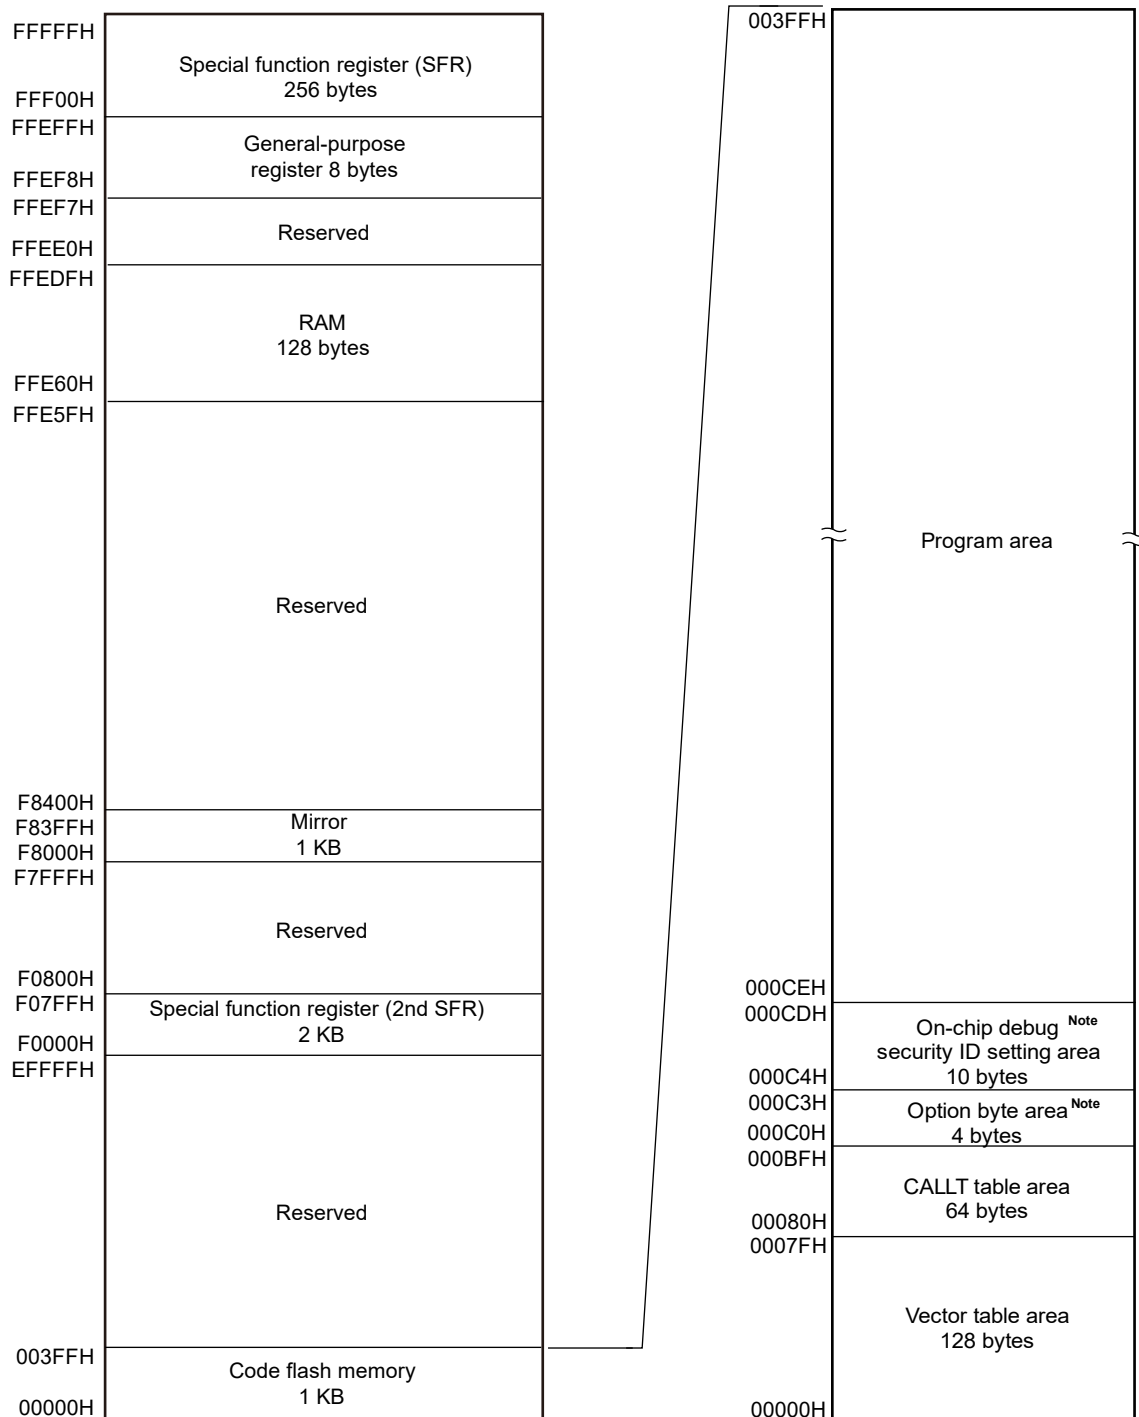 FFFFFH
Special function register (SFR)
256 bytes
FFF00H
FFEFFH
General-purpose
register 8 bytes
FFEF8H
FFEF7H
Reserved
FFEE0H
FFEDFH
RAM
128 bytes
FFE60H
FFE5FH
Reserved
F8400H
F83FFH
Mirror
1 KB
F8000H
F7FFFH
Reserved
F0800H
F07FFH
Special function register (2nd SFR)
2 KB
F0000H
EFFFFH
Reserved
003FFH
Code flash memory
1 KB
00000H
003FFH
Program area
000CEH
000CDH
On-chip debug Note
security ID setting area
10 bytes
000C4H
000C3H
Option byte area Note
4 bytes
000C0H
000BFH
CALLT table area
64 bytes
00080H
0007FH
Vector table area
128 bytes
00000H